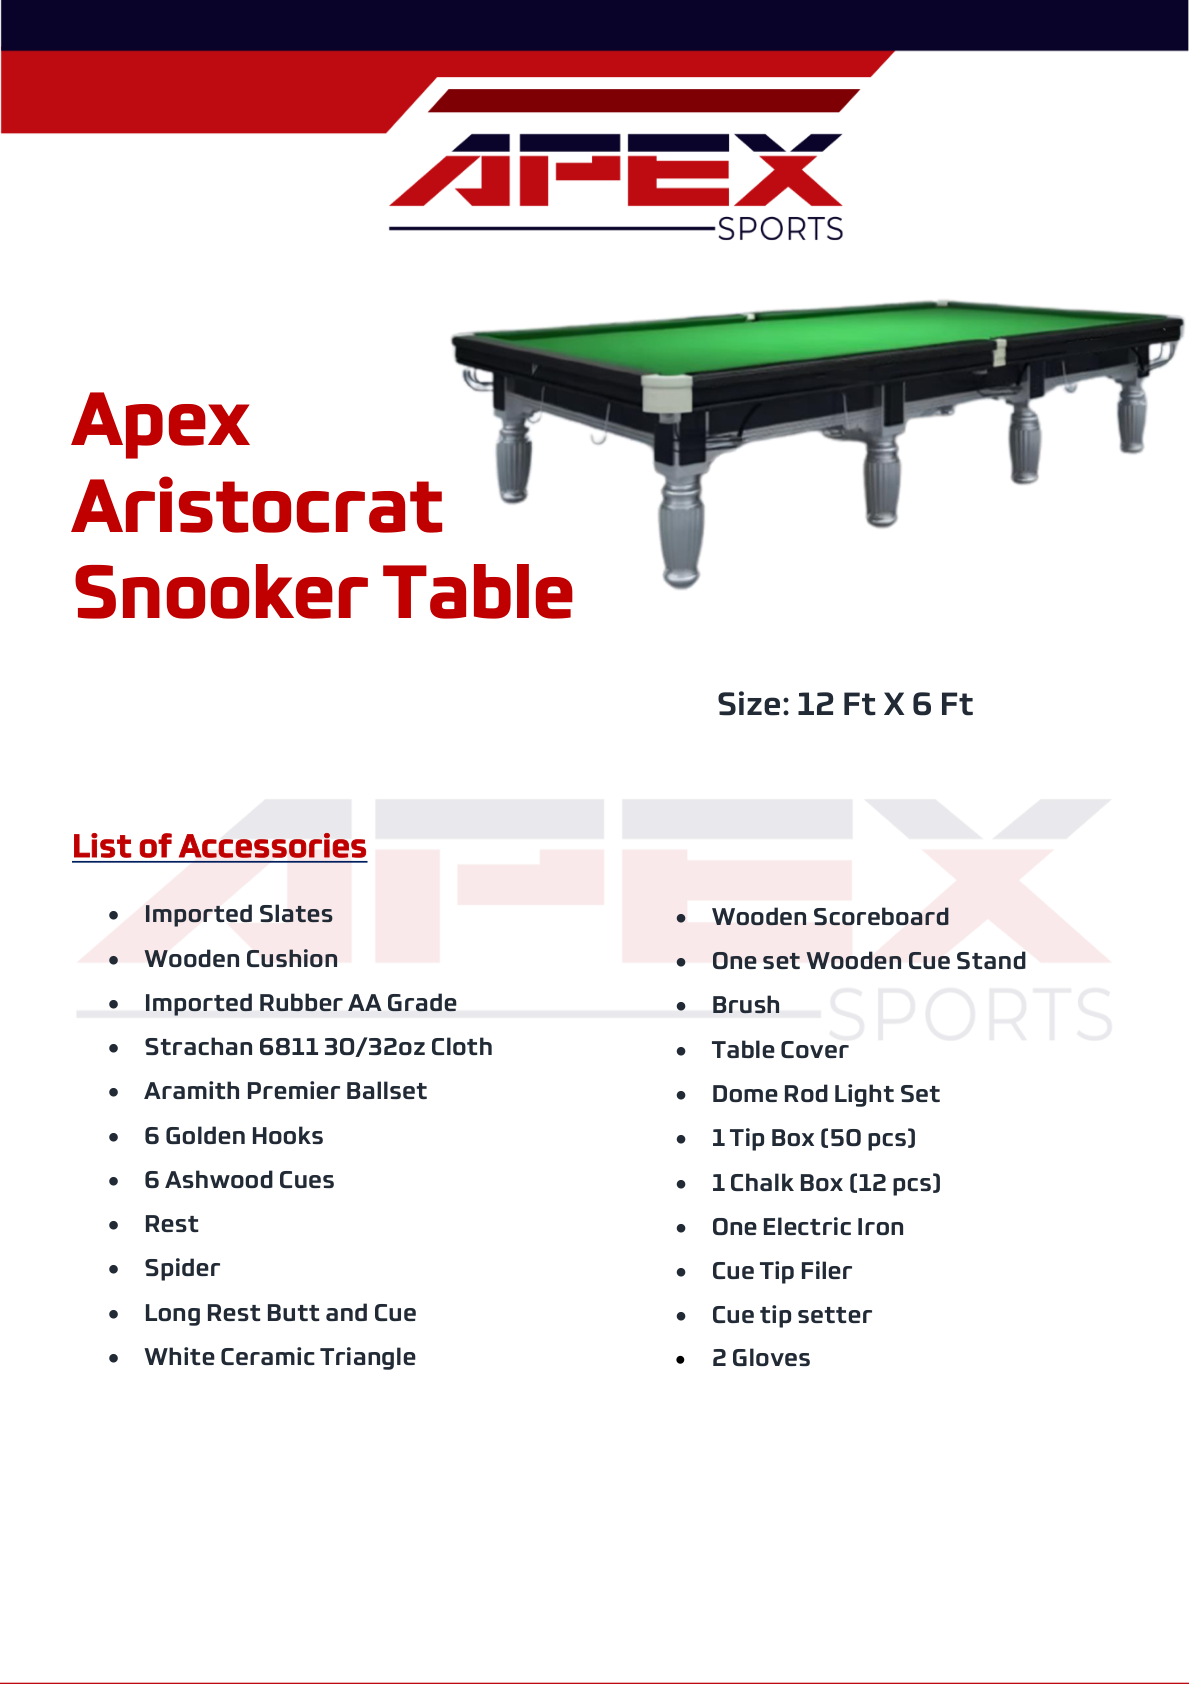 APEX
SPORTS
Apex
Aristocrat
Snooker Table
Size: 12 Ft X 6 Ft
APEX
SPORTS
List of Accessories
• Imported Slates
• Wooden Cushion
• Imported Rubber AA Grade
• Strachan 6811 30/32oz Cloth
• Aramith Premier Ballset
• 6 Golden Hooks
• 6 Ashwood Cues
• Rest
• Spider
• Long Rest Butt and Cue
• White Ceramic Triangle
• Wooden Scoreboard
• One set Wooden Cue Stand
• Brush
• Table Cover
• Dome Rod Light Set
• 1 Tip Box (50 pcs)
• 1 Chalk Box (12 pcs)
• One Electric Iron
• Cue Tip Filer
• Cue tip setter
• 2 Gloves